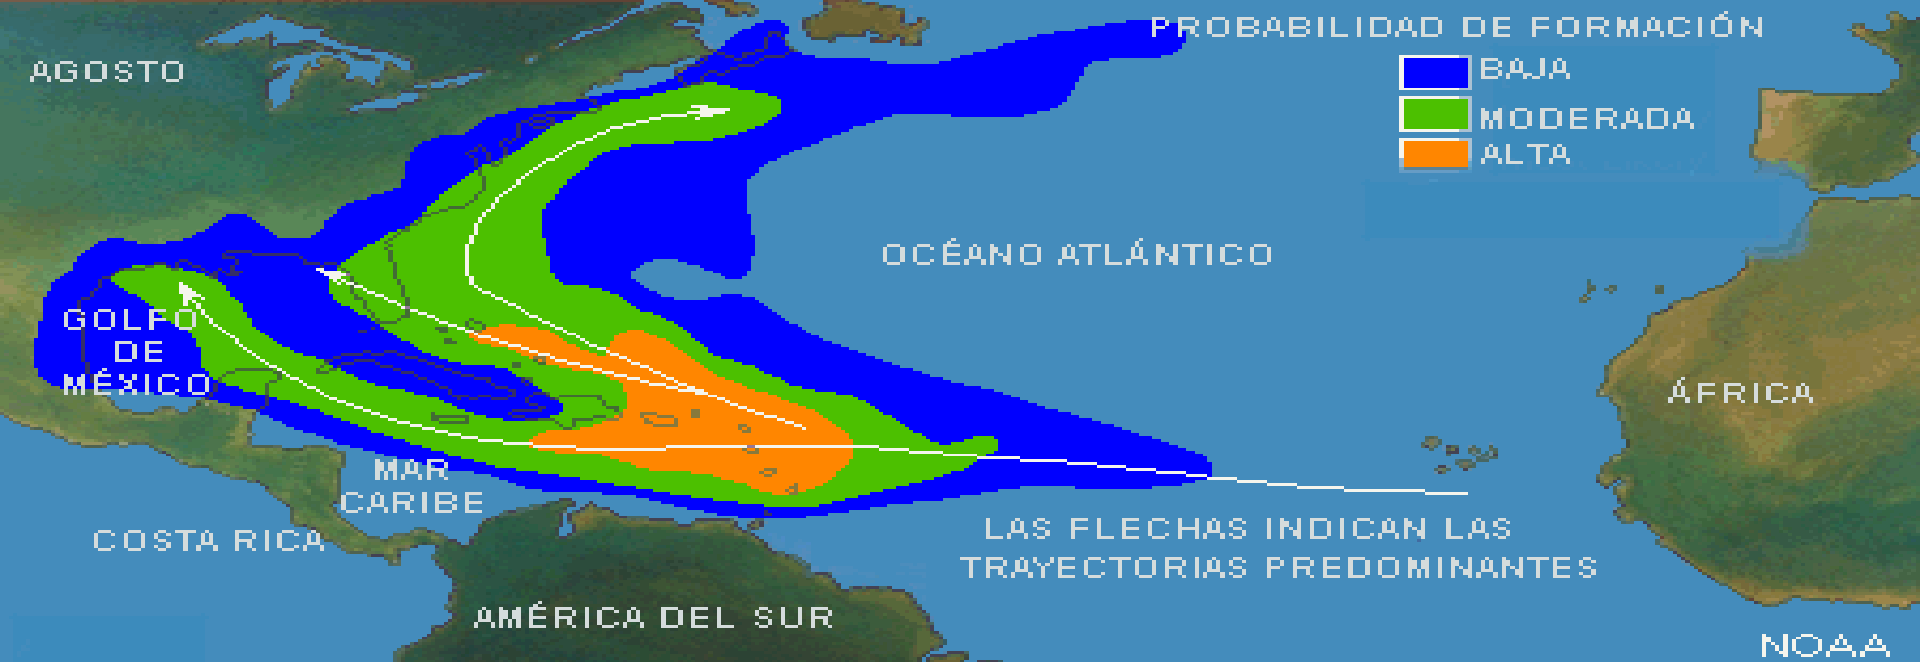 PROBABILIDAD DE FORMACIÓN
AGOSTO
BAJA
MODERADA
ALTA
OCÉANO ATLÁNTICO
GOLFO
DE
MÉXICO
ÁFRICA
MAR
CARIBE
COSTA RICA
LAS FLECHAS INDICAN LAS
TRAYECTORIAS PREDOMINANTES
AMÉRICA DEL SUR
NOAA